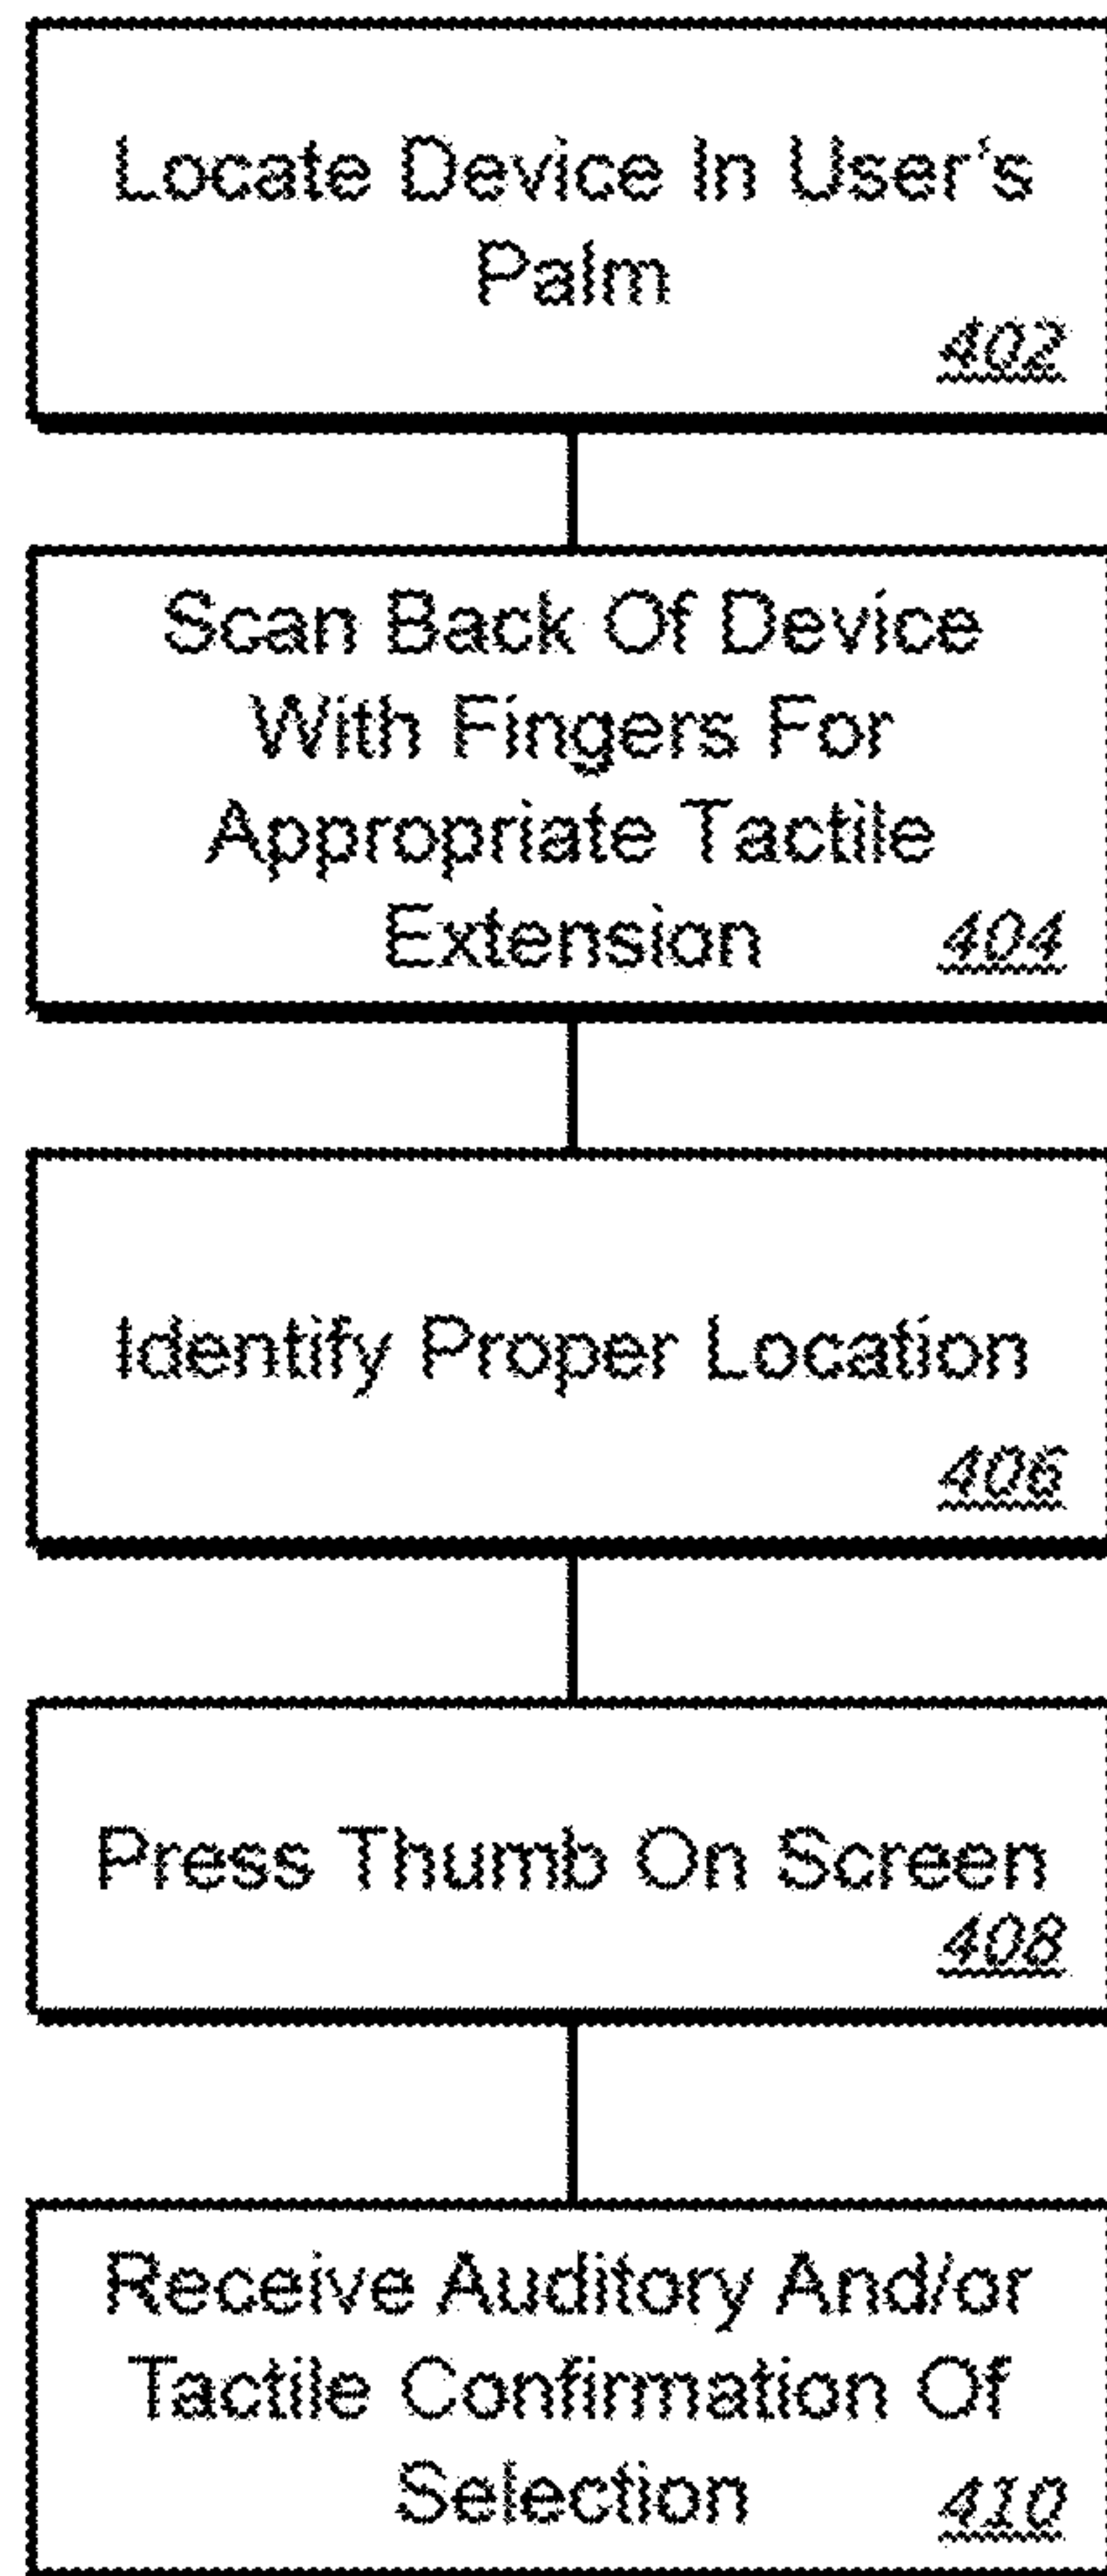 Locate Device In User's
Palm
402
Scan Back Of Device
With Fingers For
Appropriate Tactile
Extension 404
Identify Proper Location
406
Press Thumb On Screen
408
Receive Auditory And/or
Tactile Confirmation Of
Selection 410